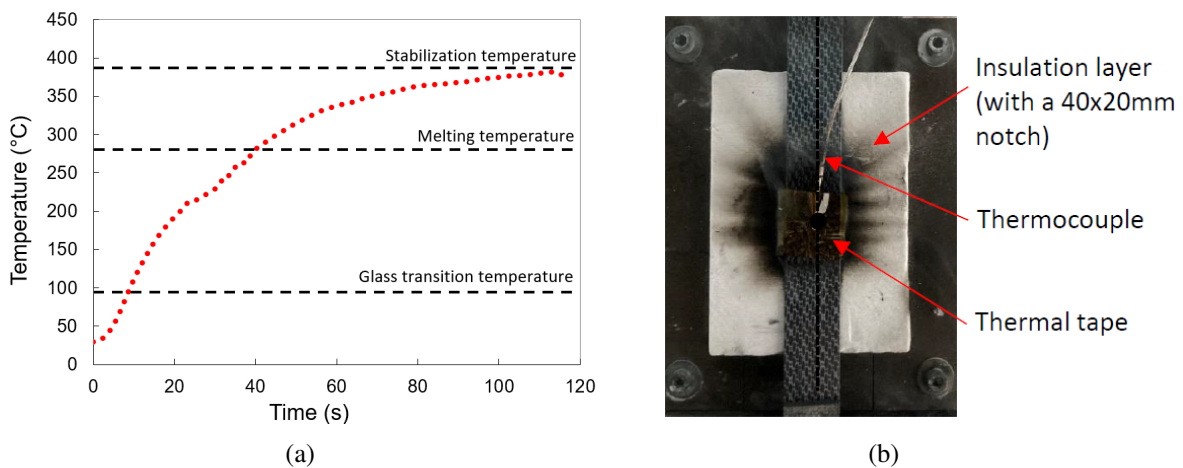 450
400
350
300
250
200
150
100
50
0
Temperature (°C)
Stabilization temperature
Melting temperature
Glass transition temperature
0 20 40 60 80 100 120
Time (s)
(a)
Insulation layer
(with a 40x20mm
notch)
Thermocouple
Thermal tape
(b)